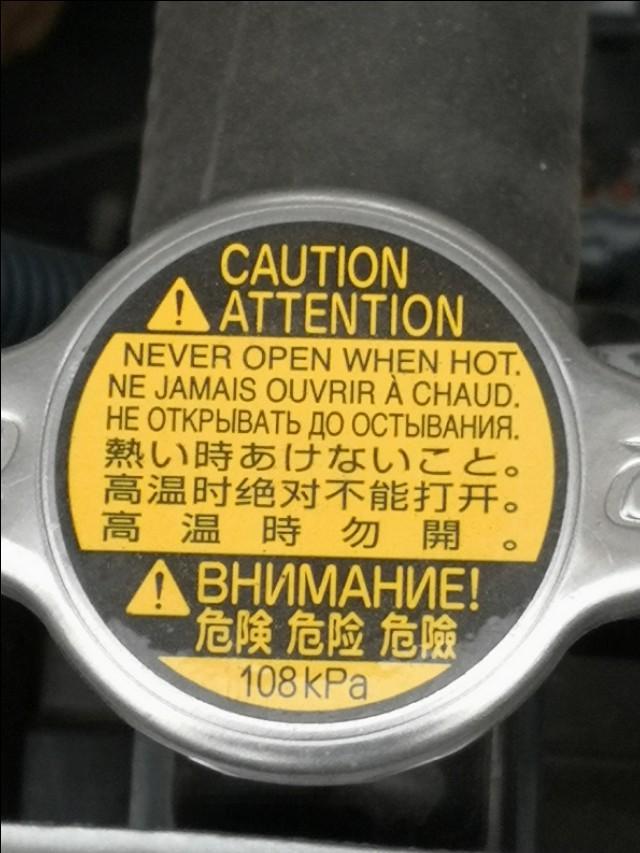 CAUTION
ATTENTION
NEVER OPEN WHEN HOT.
NE JAMAIS OUVRIR À CHAUD.
НЕ ОТКРЫВАТЬ ДО ОСТЫВАНИЯ.
熱い時あけないこと。
高温时绝对不能打开。
高温時勿開。
ВНИМАНИЕ!
危険 危险 危險
108kPa